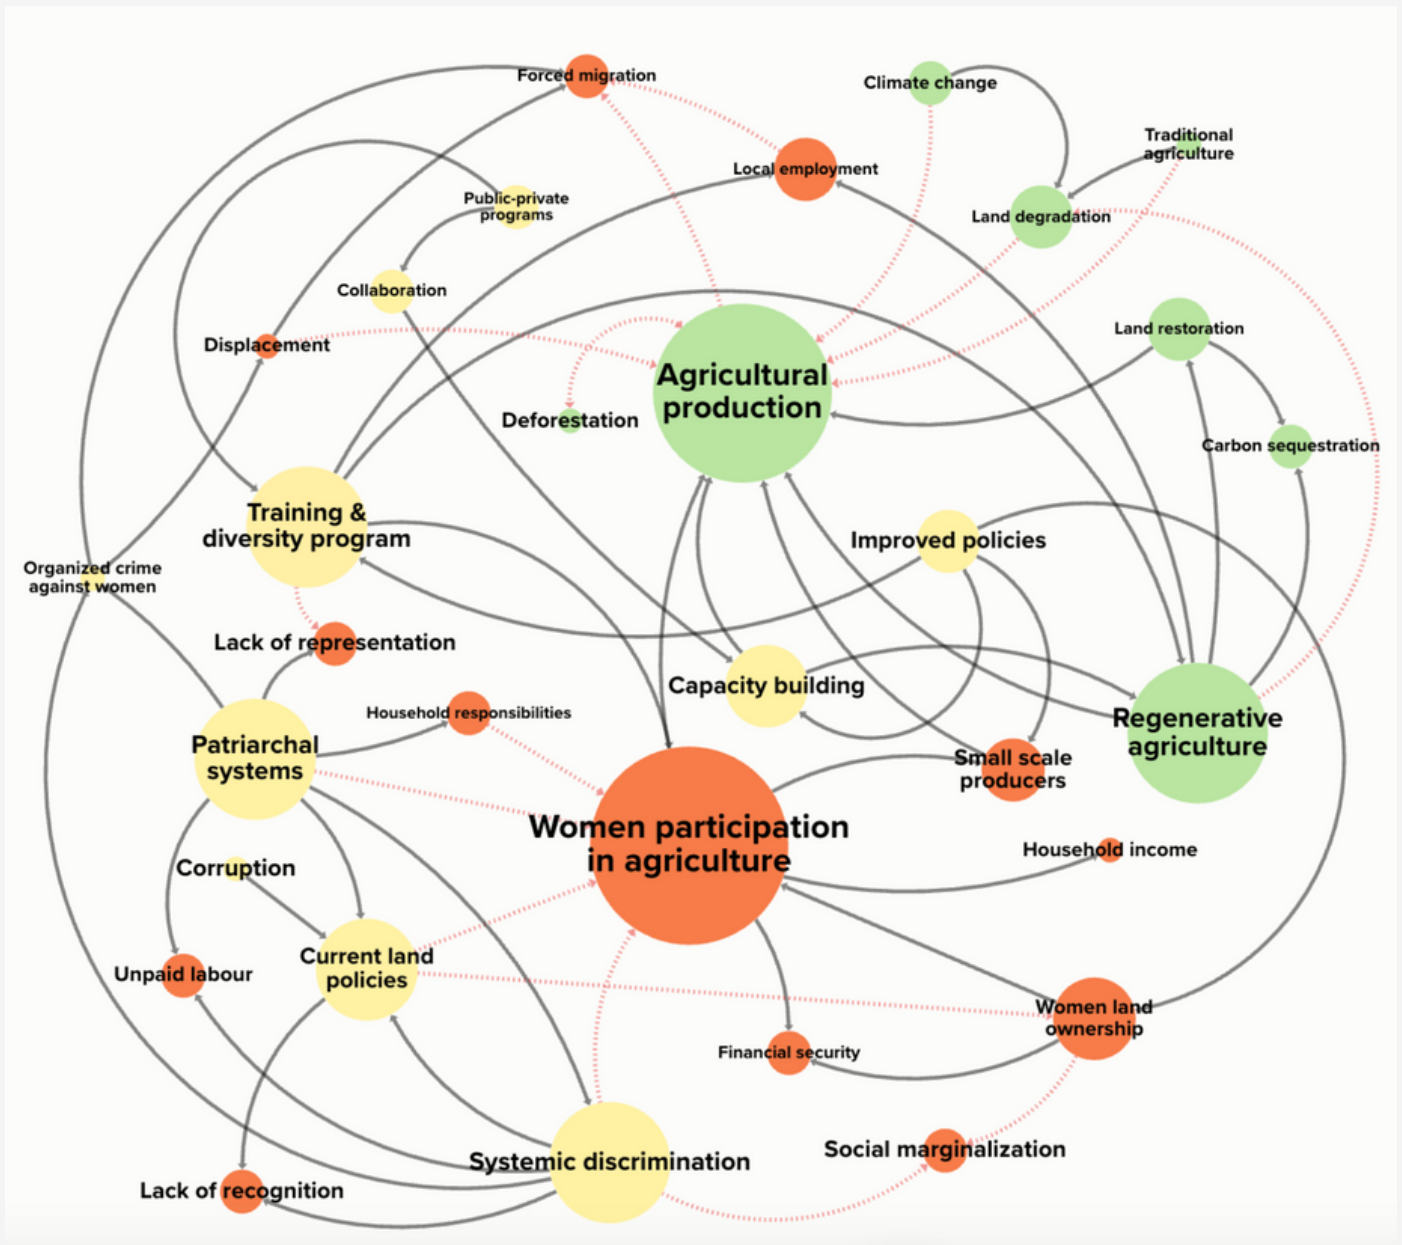 Forced migration
Climate change
Traditional
agriculture
Local employment
Public-private
programs
Land degradation
Collaboration
Land restoration
Displacement
Agricultural
production
Deforestation
Carbon sequestration
Training &
diversity program
Improved policies
Organized crime
against women
Lack of representation
Capacity building
Household responsibilities
Regenerative
agriculture
Patriarchal
systems
Small scale
producers
Women participation
in agriculture
Household income
Corruption
Current land
policies
Unpaid labour
Women land
ownership
Financial security
Social marginalization
Systemic discrimination
Lack of recognition